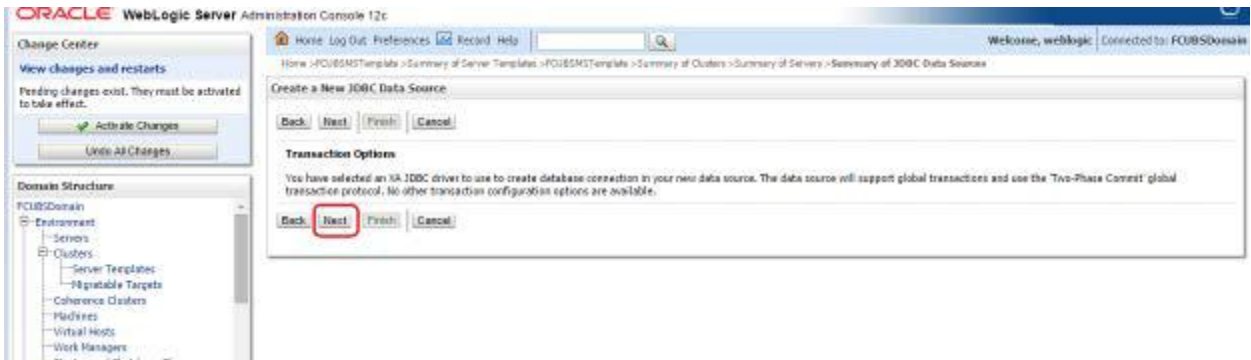 ORACLE WebLogic Server Administration Console 12c
Change Center
View changes and restarts
Pending changes exist. They must be activated
to take effect.
Activate Changes
Undo All Changes
Domain Structure
FCUBSDomain
Environment
Servers
Clusters
Server Templates
Migratable Targets
Coherence Clusters
Machines
Virtual Hosts
Work Managers
Home Log Out Preferences Record Help
Welcome, weblogic Connected to: FCUBSDomain
Home >FCUBSMSTemplate >Summary of Server Templates >FCUBSMSTemplate >Summary of Clusters >Summary of Servers >Summary of JDBC Data Sources
Create a New JDBC Data Source
Back Next Finish Cancel
Transaction Options
You have selected an XA JDBC driver to use to create database connection in your new data source. The data source will support global transactions and use the 'Two-Phase Commit' global
transaction protocol. No other transaction configuration options are available.
Back Next Finish Cancel